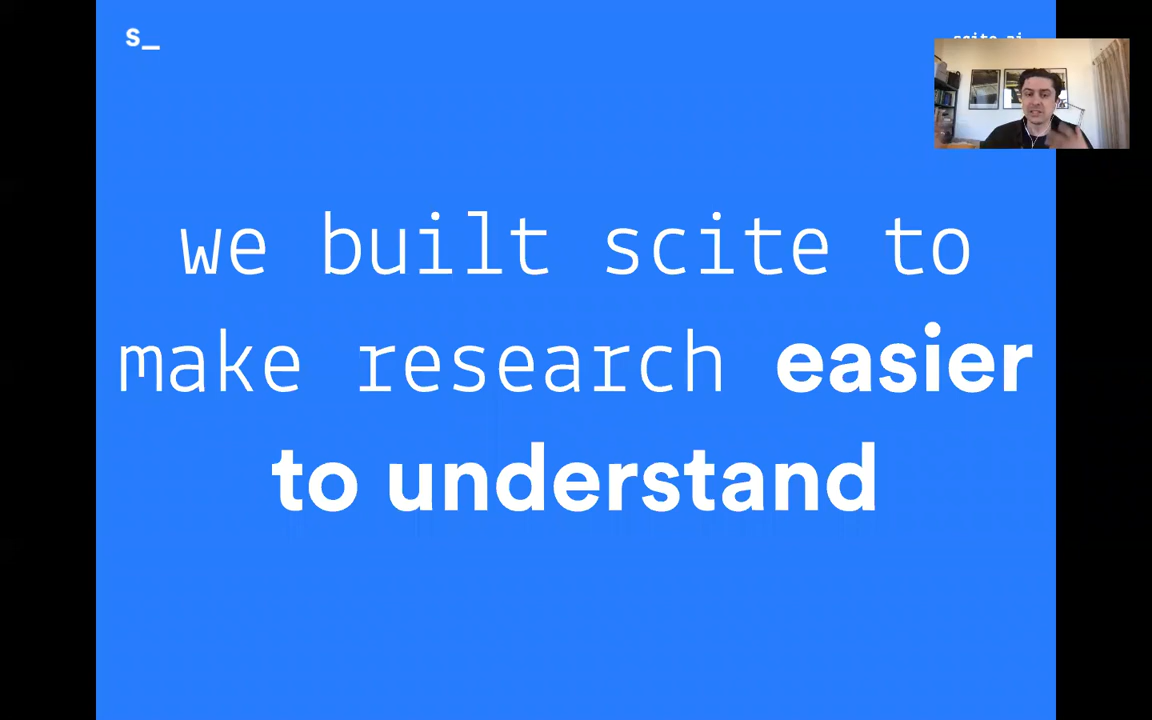 s_
we built scite to
make research easier
to understand